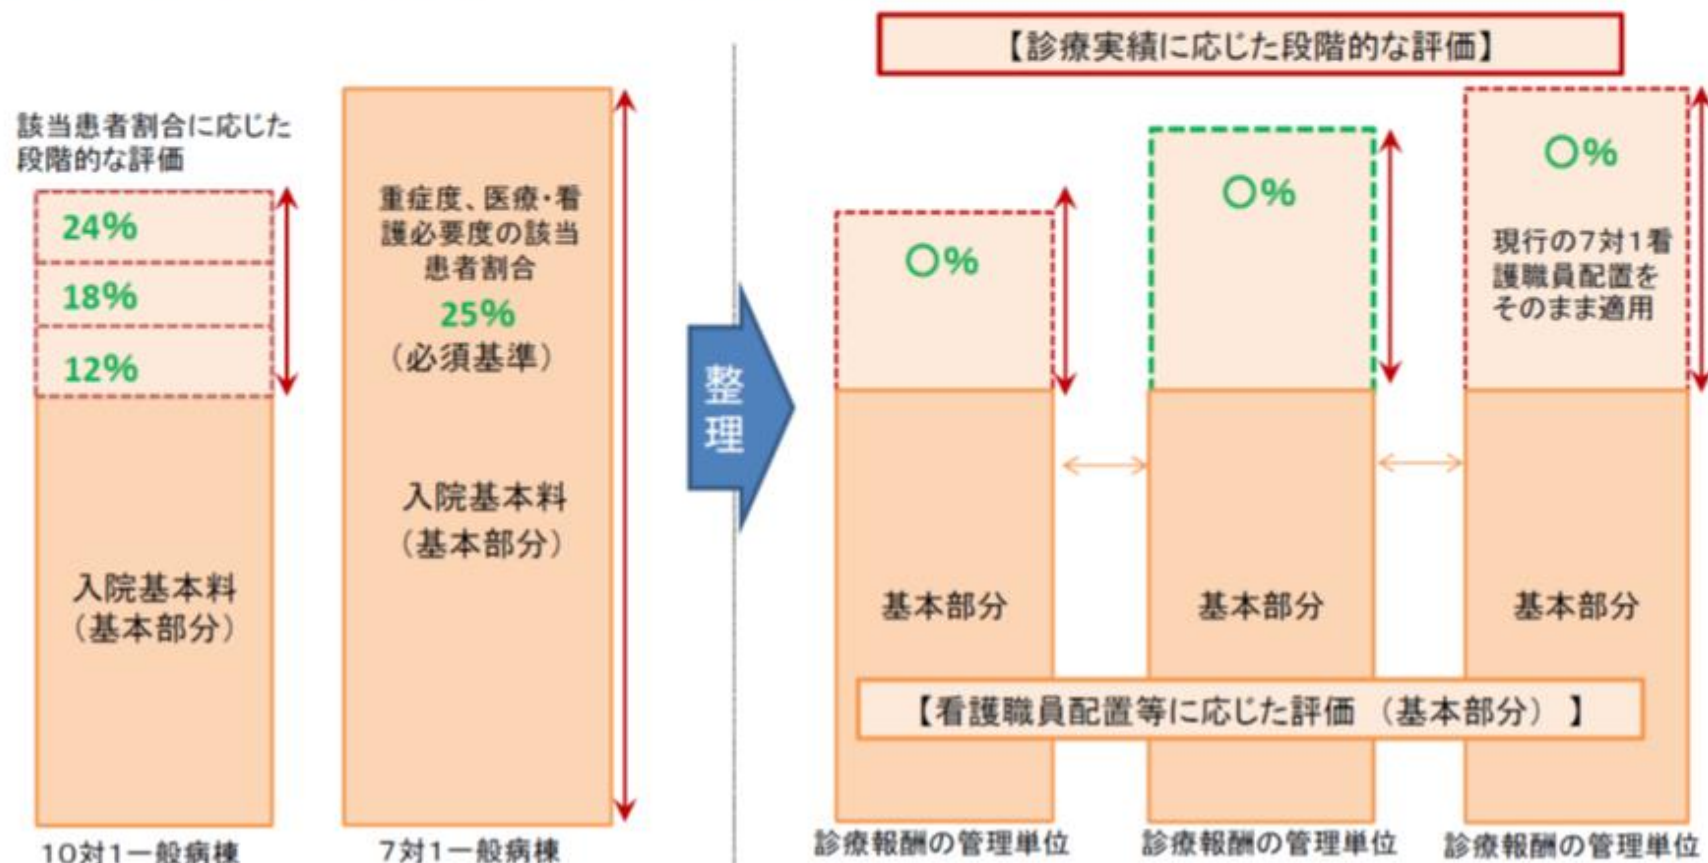 該当患者割合に応じた
段階的な評価
24%
18%
12%
入院基本料
（基本部分）
10対1一般病棟
重症度、医療・看
護必要度の該当
患者割合
25%
（必須基準）
入院基本料
（基本部分）
7対1一般病棟
整
理
【診療実績に応じた段階的な評価】
〇%
〇%
〇%
現行の7対1看
護職員配置を
そのまま適用
基本部分
基本部分
基本部分
【看護職員配置等に応じた評価 （基本部分）】
診療報酬の管理単位
診療報酬の管理単位
診療報酬の管理単位